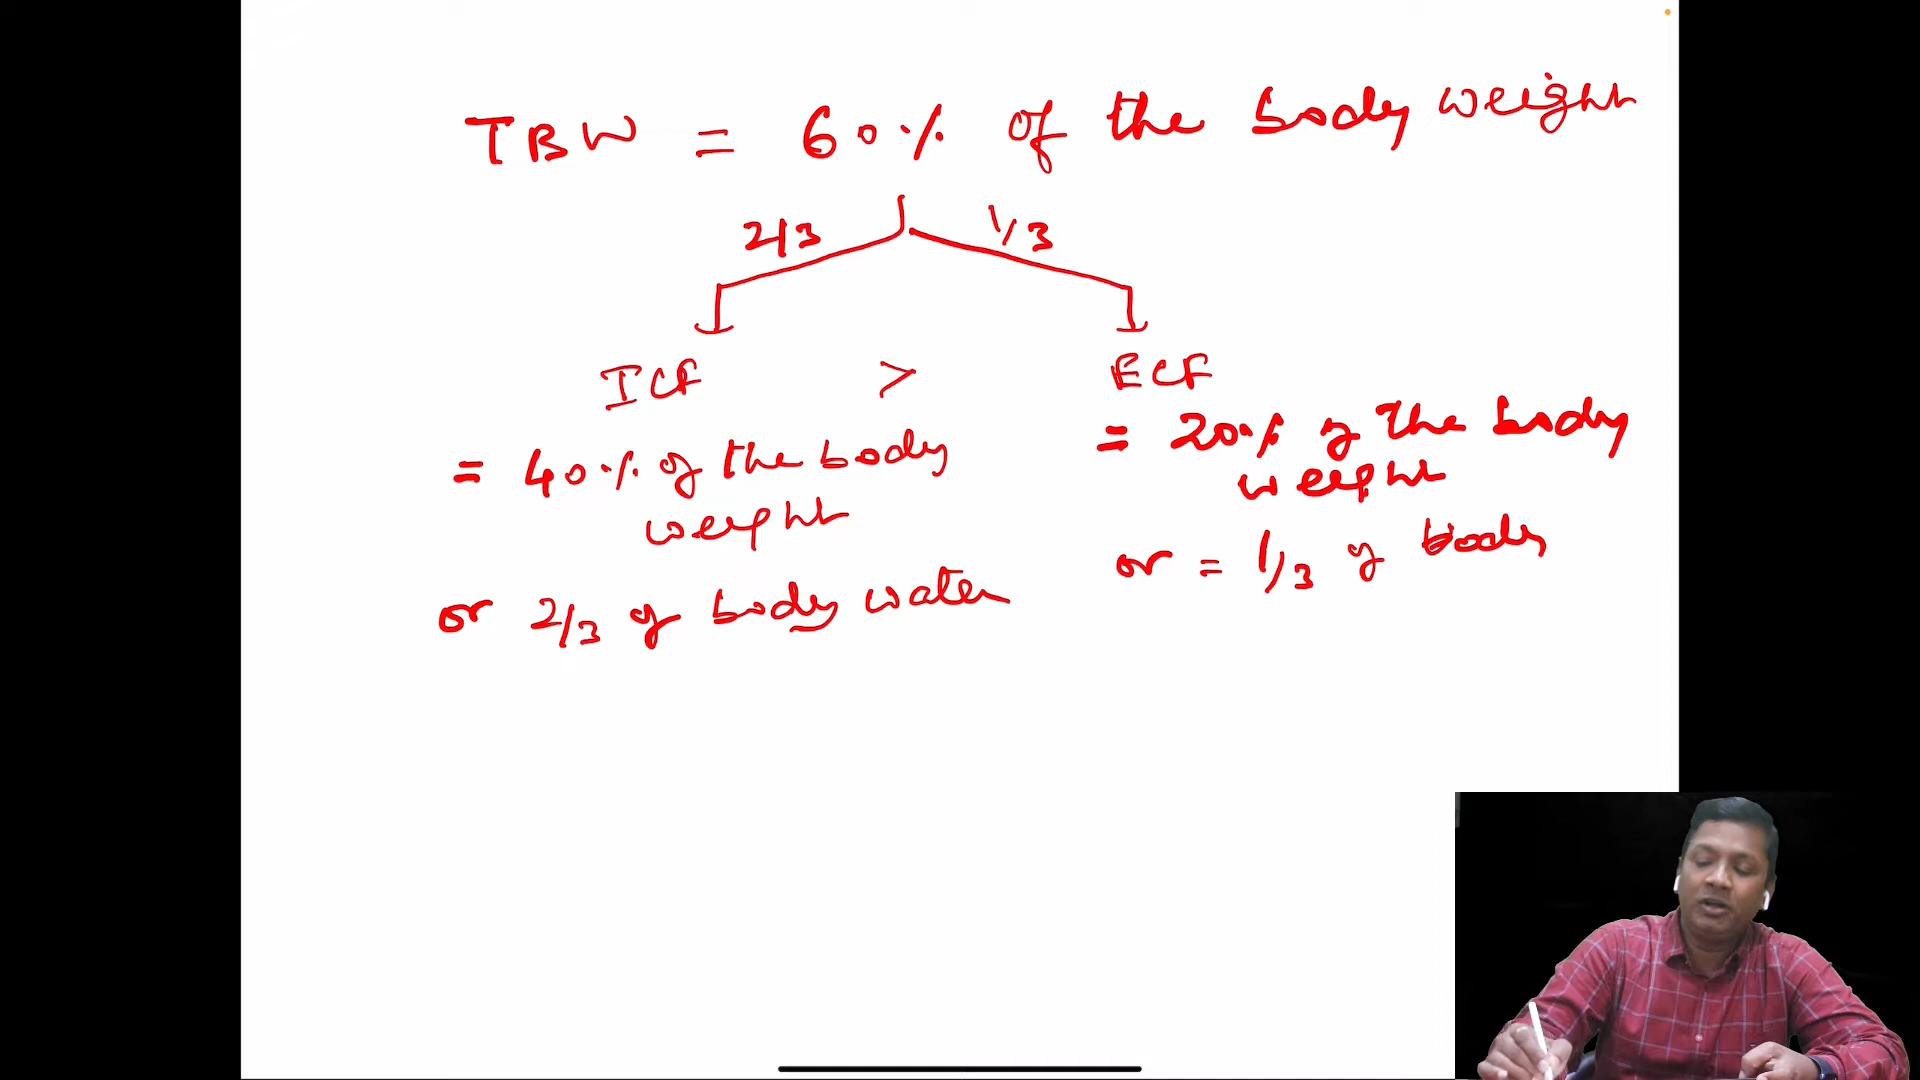 TBW = 60% of the body weight
2/3 1/3
ICF > ECF
= 40% of the body
weight
or 2/3 of body water
= 20% of the body
weight
or = 1/3 of body